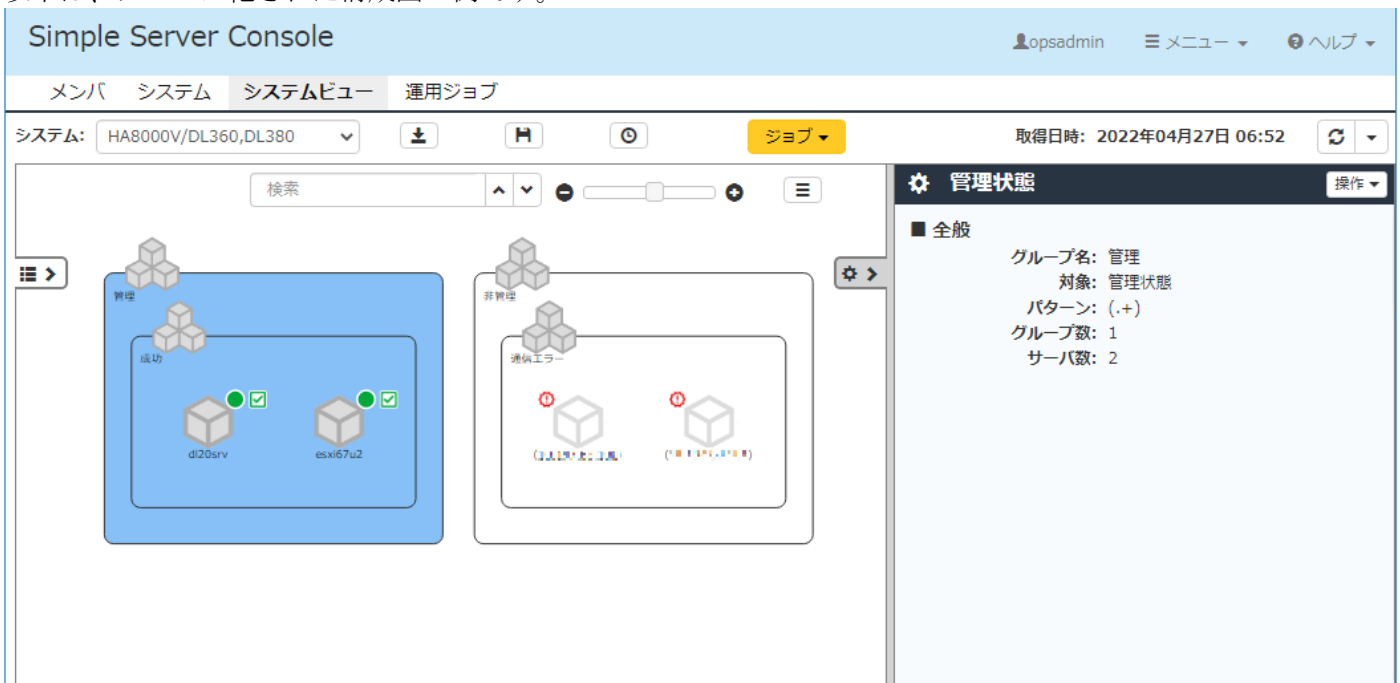 Simple Server Console
opsadmin メニュー ヘルプ
メンバ システム システムビュー 運用ジョブ
システム: HA8000V/DL360,DL380 ジョブ 取得日時: 2022年04月27日 06:52
検索
管理状態 操作
■ 全般
グループ名: 管理
対象: 管理状態
パターン: (.+)
グループ数: 1
サーバ数: 2
管理
成功
dl20srv esxi67u2
非管理
通信エラー